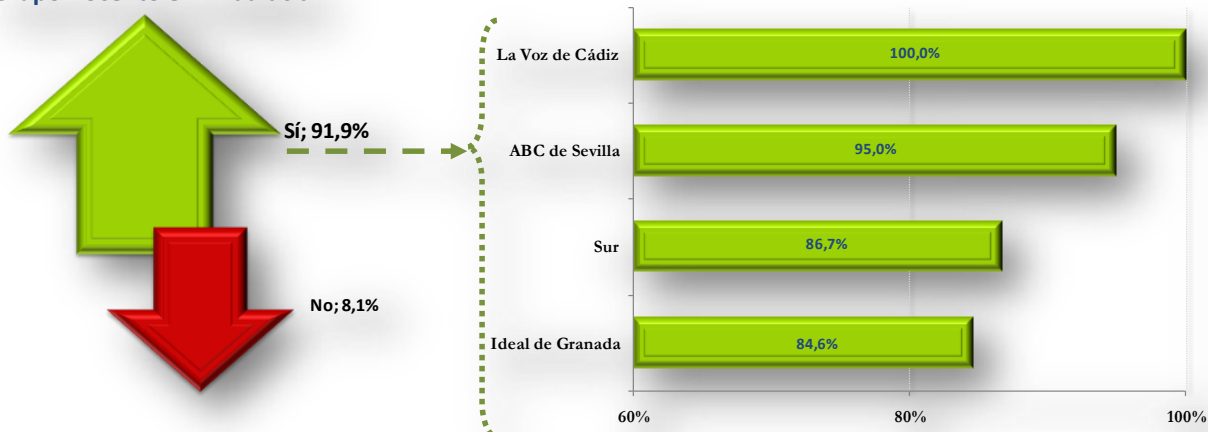 Sí; 91,9%
No; 8,1%
La Voz de Cádiz
100,0%
ABC de Sevilla
95,0%
Sur
86,7%
Ideal de Granada
84,6%
60%
80%
100%